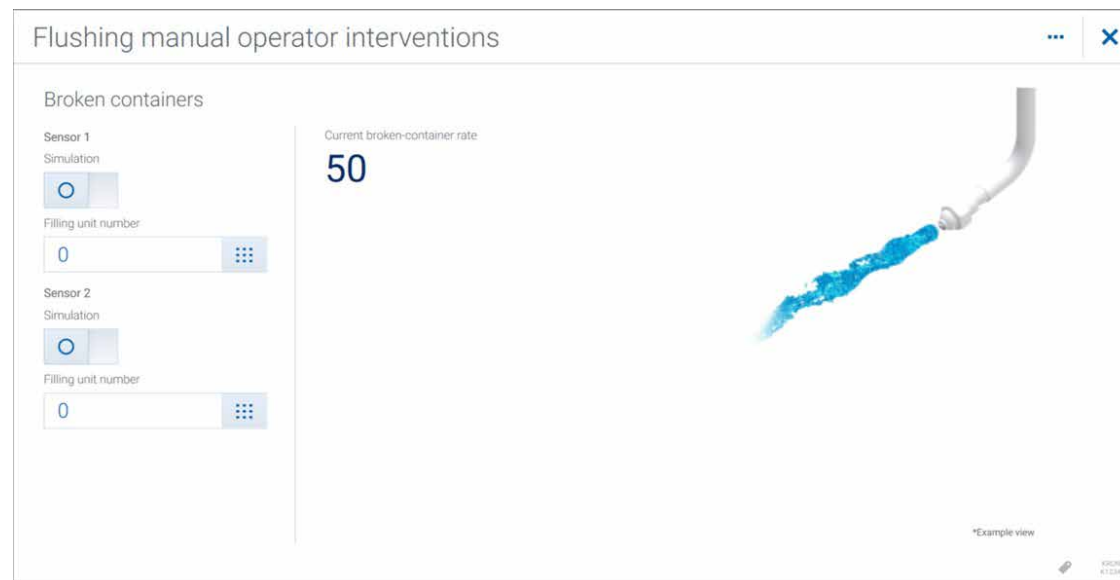 Flushing manual operator interventions
Broken containers
Sensor 1
Simulation
Filling unit number
0
Sensor 2
Simulation
Filling unit number
0
Current broken-container rate
50
*Example view